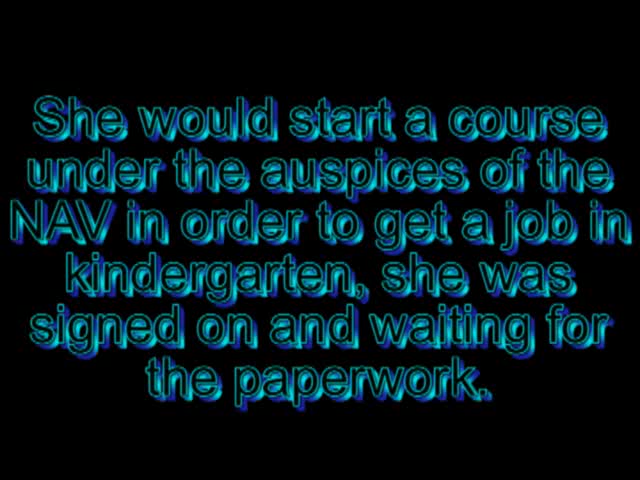 She would start a course
under the auspices of the
NAV in order to get a job in
kindergarten, she was
signed on and waiting for
the paperwork.